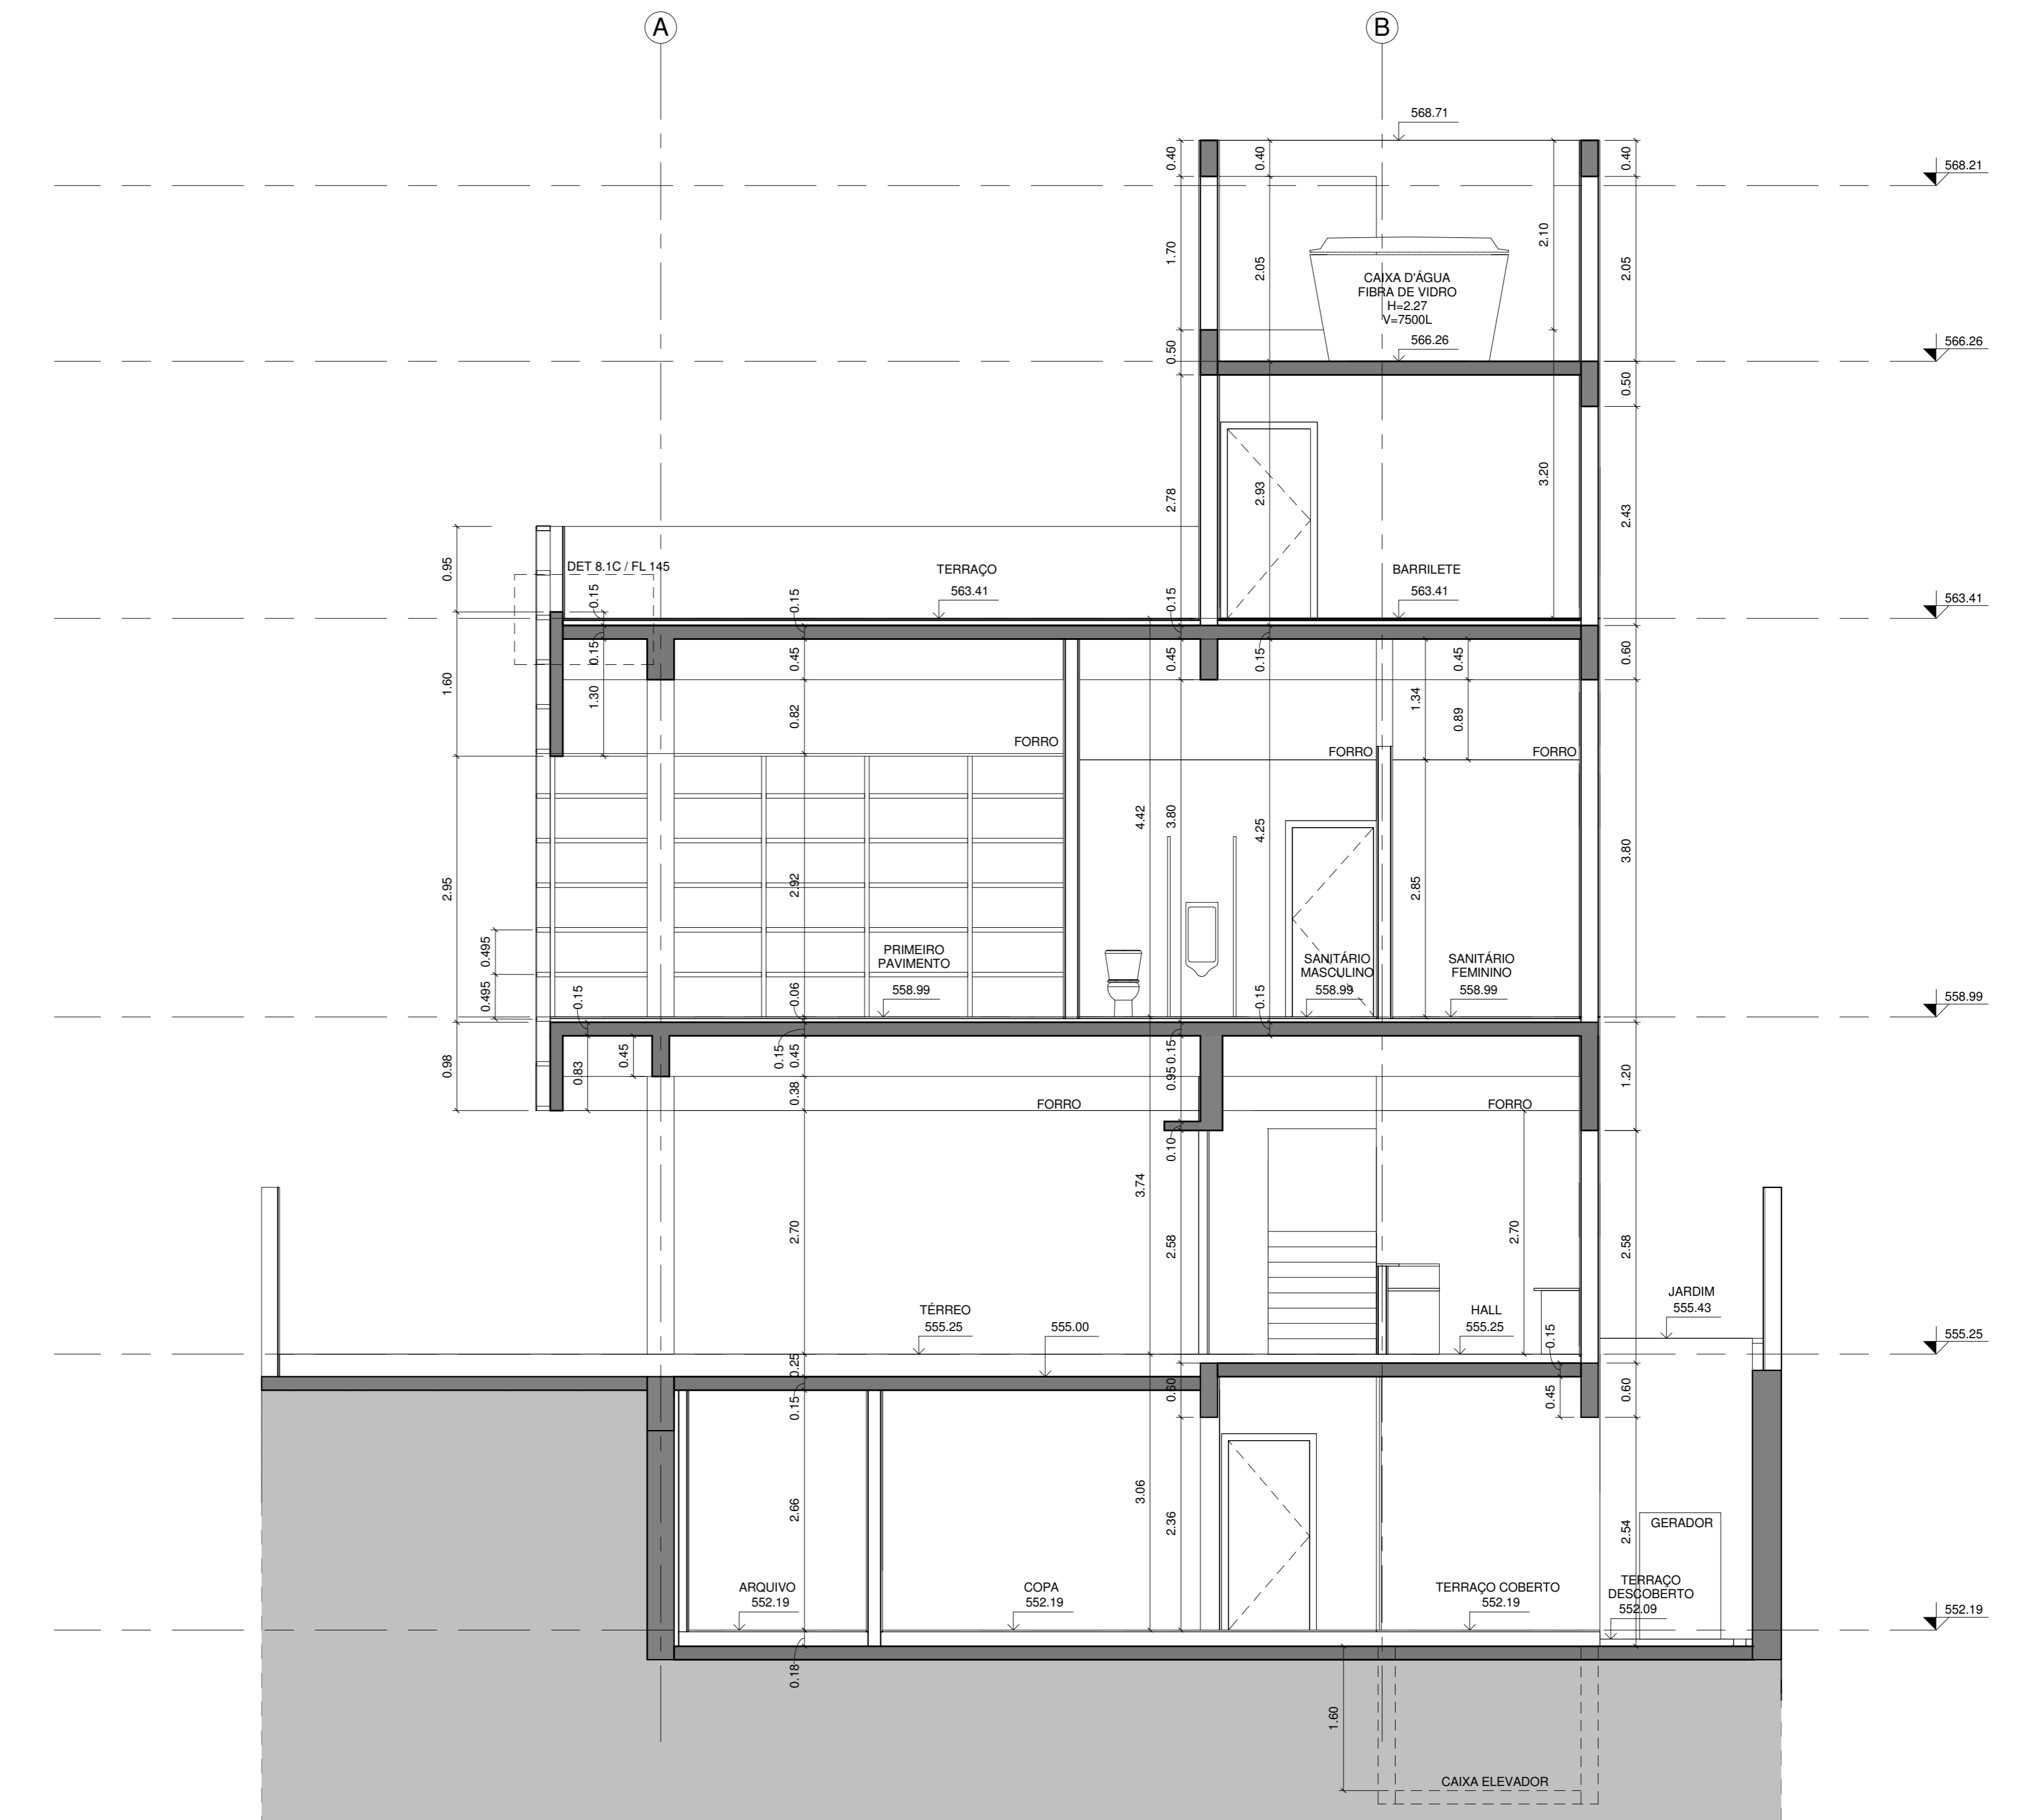 A
B
568.71
0.40
0.40
0.40
568.21
1.70
2.05
2.10
2.05
CAIXA D'ÁGUA
FIBRA DE VIDRO
H=2.27
V=7500L
566.26
566.26
0.50
0.50
2.78
2.93
3.20
2.43
0.95
DET 8.1C / FL 145
TERRAÇO
563.41
BARRILETE
563.41
563.41
0.15
0.15
0.15
0.15
0.45
0.45
0.15
0.45
0.60
1.60
1.30
0.82
1.34
0.89
FORRO
FORRO
FORRO
4.42
3.80
4.25
3.80
2.95
2.92
2.85
0.495
0.495
PRIMEIRO
PAVIMENTO
558.99
SANITÁRIO
MASCULINO
558.99
SANITÁRIO
FEMININO
558.99
558.99
0.15
0.06
0.15
0.98
0.83
0.45
0.15
0.45
0.15
0.95
1.20
0.38
FORRO
FORRO
0.10
3.74
2.70
2.58
2.70
2.58
TÉRREO
555.25
555.00
HALL
555.25
JARDIM
555.43
555.25
0.15
0.25
0.15
0.60
0.45
0.60
2.66
3.06
2.36
2.54
GERADOR
ARQUIVO
552.19
COPA
552.19
TERRAÇO COBERTO
552.19
TERRAÇO
DESCOBERTO
552.09
552.19
0.18
1.60
CAIXA ELEVADOR